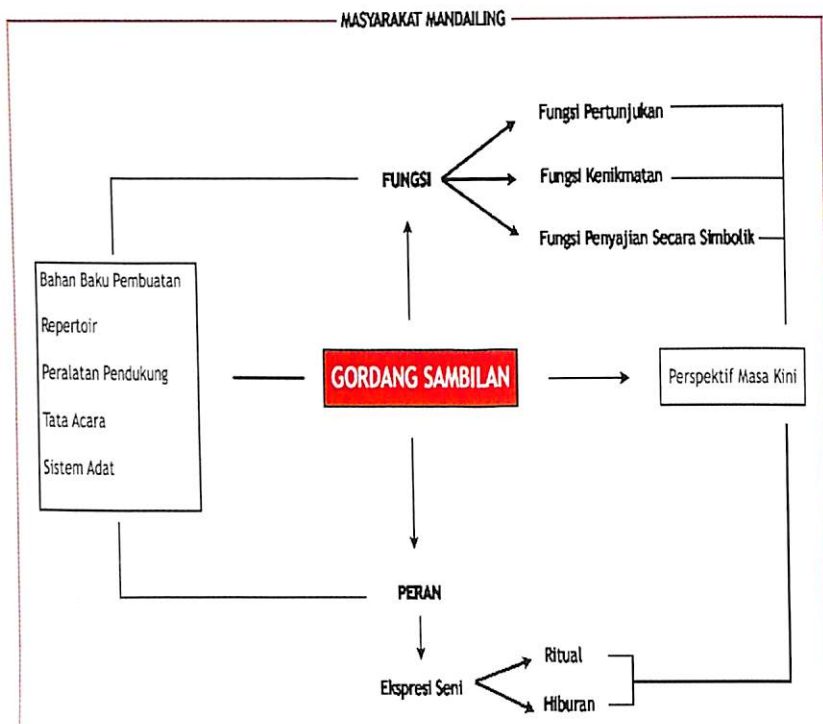 MASYARAKAT MANDAILING
Fungsi Pertunjukan
FUNGSI
Fungsi Kenikmatan
Fungsi Penyajian Secara Simbolik
Bahan Baku Pembuatan
Repertoir
Peralatan Pendukung
Tata Acara
Sistem Adat
GORDANG SAMBILAN
Perspektif Masa Kini
PERAN
Ekspresi Seni
Ritual
Hiburan